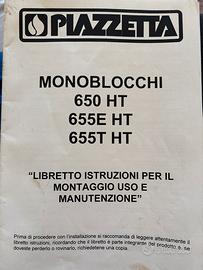 PIAZZETTA
MONOBLOCCHI
650 HT
655E HT
655T HT
“LIBRETTO ISTRUZIONI PER IL
MONTAGGIO USO E
MANUTENZIONE”
Prima di procedere con l'installazione si raccomanda di leggere attentamente il
libretto istruzioni, ricordando che il libretto è parte integrante del prodotto e, se
doveste perderlo o rovinarlo, richiedetene una copia.